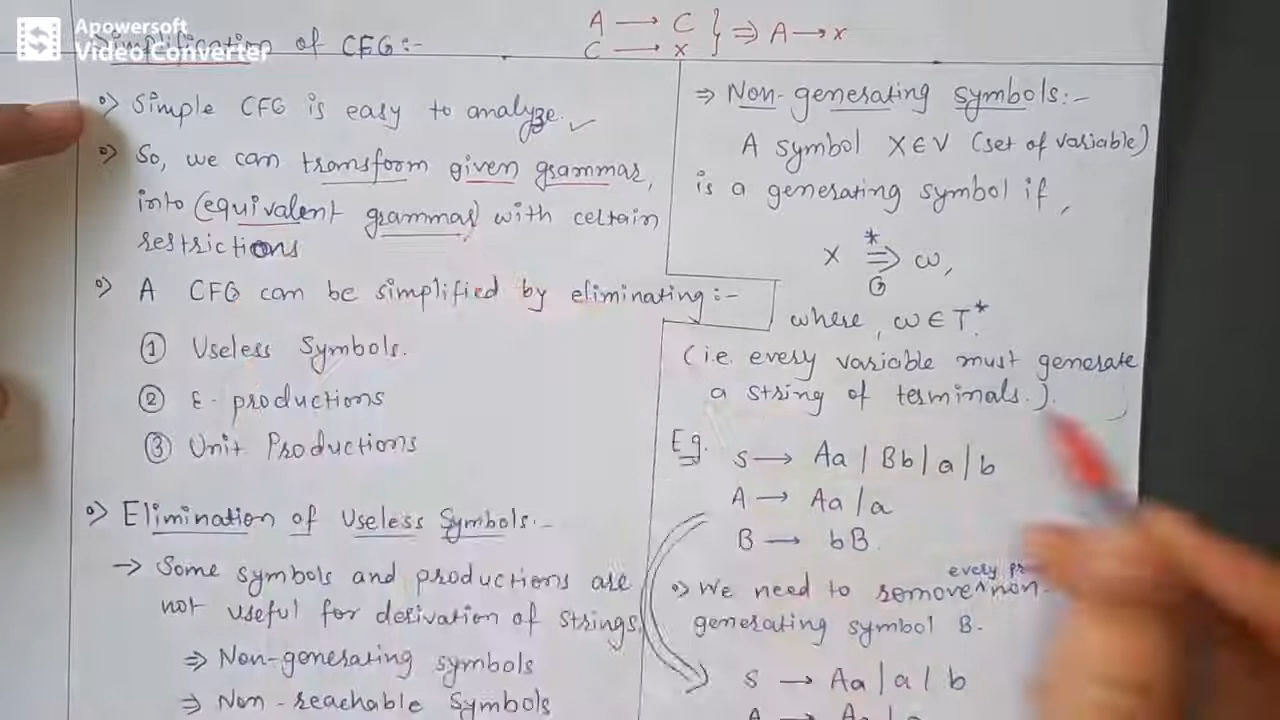 Apowersoft
Video Converter
Simplification of CFG:-
A → C
C → x } ⇒ A → x
•) Simple CFG is easy to analyze. ✓
•) So, we can transform given grammar,
into (equivalent grammar) with certain
restrictions
•) A CFG can be simplified by eliminating:-
① Useless Symbols.
② ε- productions
③ Unit Productions
•) Elimination of Useless Symbols:-
→ Some symbols and productions are
not useful for derivation of strings
⇒ Non-generating symbols
⇒ Non-reachable Symbols
⇒ Non-generating symbols:-
A symbol X ∈ V (set of variable)
is a generating symbol if,
*
X ⇒ ω,
G
where, ω ∈ T*.
(i.e. every variable must generate
a string of terminals.).
Eg. S → Aa | Bb | a | b
A → Aa | a
B → bB
every pr
•) We need to remove ^ non-
generating symbol B.
S → Aa | a | b